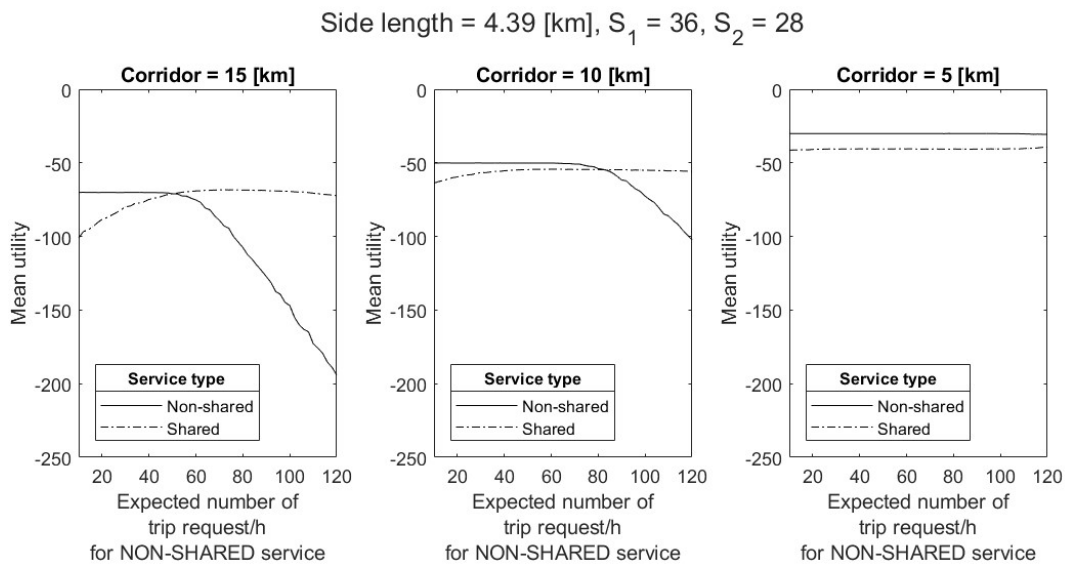 Side length = 4.39 [km], S₁ = 36, S₂ = 28
Corridor = 15 [km]
0
-50
-100
-150
-200
-250
Mean utility
Service type
Non-shared
Shared
20 40 60 80 100 120
Expected number of
trip request/h
for NON-SHARED service
Corridor = 10 [km]
0
-50
-100
-150
-200
-250
Mean utility
Service type
Non-shared
Shared
20 40 60 80 100 120
Expected number of
trip request/h
for NON-SHARED service
Corridor = 5 [km]
0
-50
-100
-150
-200
-250
Mean utility
Service type
Non-shared
Shared
20 40 60 80 100 120
Expected number of
trip request/h
for NON-SHARED service